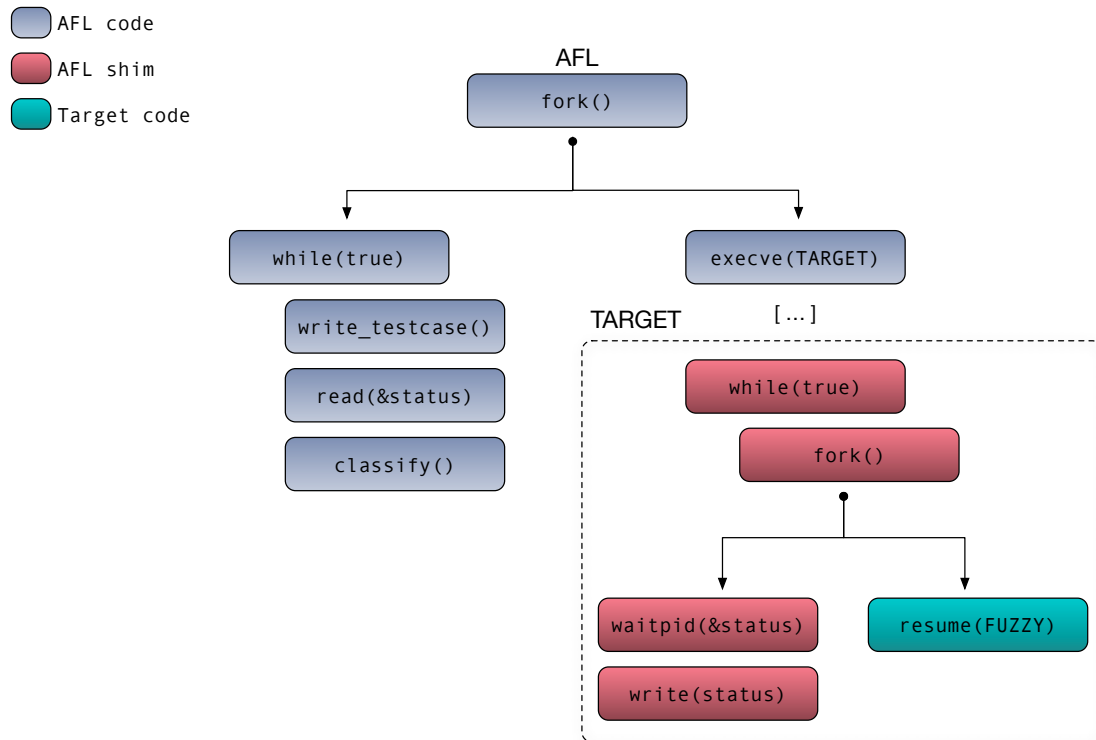 AFL code
AFL shim
Target code
AFL
fork()
while(true)
execve(TARGET)
write_testcase()
[ ... ]
TARGET
read(&status)
while(true)
classify()
fork()
waitpid(&status)
resume(FUZZY)
write(status)